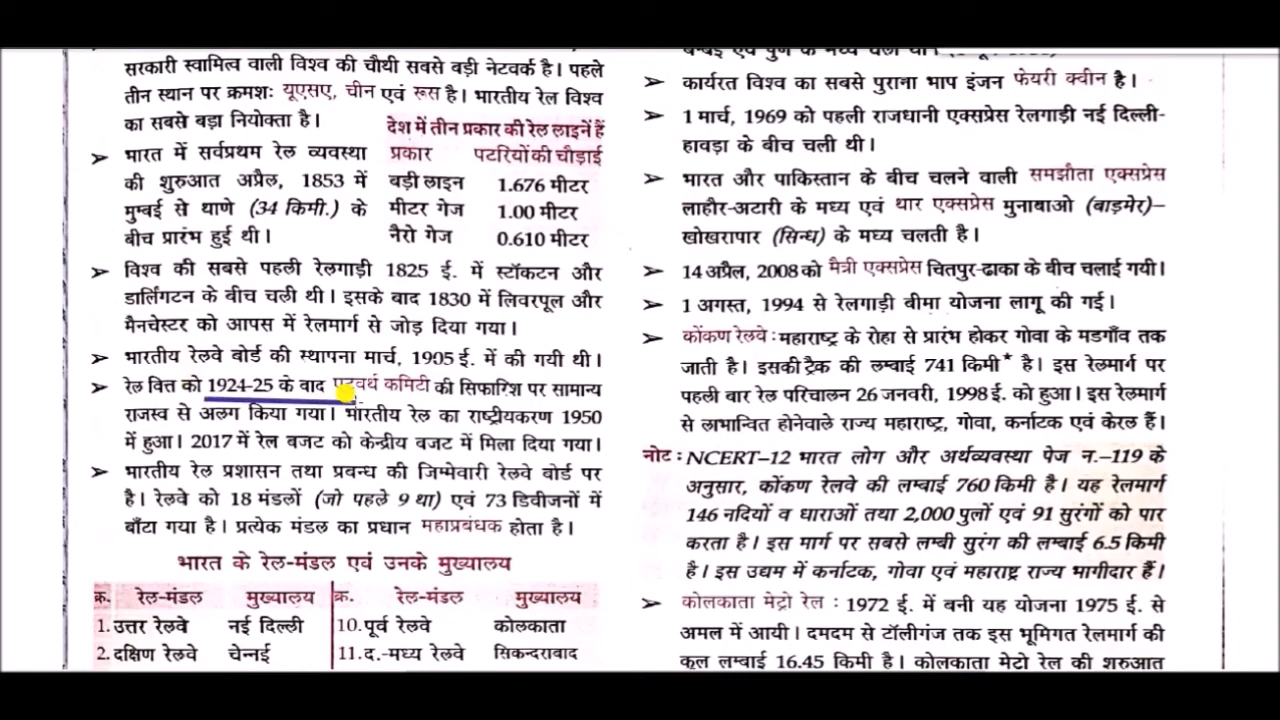 सरकारी स्वामित्व वाली विश्व की चौथी सबसे बड़ी नेटवर्क है। पहले
तीन स्थान पर क्रमशः यूएसए, चीन एवं रूस है। भारतीय रेल विश्व
का सबसे बड़ा नियोक्ता है।
देश में तीन प्रकार की रेल लाइनें हैं
प्रकार पटरियों की चौड़ाई
बड़ी लाइन 1.676 मीटर
मीटर गेज 1.00 मीटर
नैरो गेज 0.610 मीटर
➢ भारत में सर्वप्रथम रेल व्यवस्था
की शुरुआत अप्रैल, 1853 में
मुम्बई से थाणे (34 किमी.) के
बीच प्रारंभ हुई थी।
➢ विश्व की सबसे पहली रेलगाड़ी 1825 ई. में स्टॉकटन और
डार्लिंगटन के बीच चली थी। इसके बाद 1830 में लिवरपूल और
मैनचेस्टर को आपस में रेलमार्ग से जोड़ दिया गया।
➢ भारतीय रेलवे बोर्ड की स्थापना मार्च, 1905 ई. में की गयी थी।
➢ रेल वित्त को 1924-25 के बाद कमिटी की सिफारिश पर सामान्य
राजस्व से अलग किया गया। भारतीय रेल का राष्ट्रीयकरण 1950
में हुआ। 2017 में रेल बजट को केन्द्रीय बजट में मिला दिया गया।
➢ भारतीय रेल प्रशासन तथा प्रवन्ध की जिम्मेवारी रेलवे बोर्ड पर
है। रेलवे को 18 मंडलों (जो पहले 9 था) एवं 73 डिवीजनों में
बाँटा गया है। प्रत्येक मंडल का प्रधान महाप्रबंधक होता है।
भारत के रेल-मंडल एवं उनके मुख्यालय
क्र. रेल-मंडल मुख्यालय क्र. रेल-मंडल मुख्यालय
1. उत्तर रेलवे नई दिल्ली 10. पूर्व रेलवे कोलकाता
2. दक्षिण रेलवे चेन्नई 11. द.-मध्य रेलवे सिकन्दराबाद
➢ कार्यरत विश्व का सबसे पुराना भाप इंजन फेयरी क्वीन है।
➢ 1 मार्च, 1969 को पहली राजधानी एक्सप्रेस रेलगाड़ी नई दिल्ली-
हावड़ा के बीच चली थी।
➢ भारत और पाकिस्तान के बीच चलने वाली समझौता एक्सप्रेस
लाहौर-अटारी के मध्य एवं थार एक्सप्रेस मुनाबाओ (बाड़मेर)–
खोखरापार (सिन्ध) के मध्य चलती है।
➢ 14 अप्रैल, 2008 को मैत्री एक्सप्रेस चितपुर-ढाका के बीच चलाई गयी।
➢ 1 अगस्त, 1994 से रेलगाड़ी बीमा योजना लागू की गई।
➢ कोंकण रेलवे : महाराष्ट्र के रोहा से प्रारंभ होकर गोवा के मडगाँव तक
जाती है। इसकी ट्रैक की लम्बाई 741 किमी* है। इस रेलमार्ग पर
पहली बार रेल परिचालन 26 जनवरी, 1998 ई. को हुआ। इस रेलमार्ग
से लाभान्वित होनेवाले राज्य महाराष्ट्र, गोवा, कर्नाटक एवं केरल हैं।
नोट : NCERT–12 भारत लोग और अर्थव्यवस्था पेज न.–119 के
अनुसार, कोंकण रेलवे की लम्बाई 760 किमी है। यह रेलमार्ग
146 नदियों व धाराओं तथा 2,000 पुलों एवं 91 सुरंगों को पार
करता है। इस मार्ग पर सबसे लम्बी सुरंग की लम्बाई 6.5 किमी
है। इस उद्यम में कर्नाटक, गोवा एवं महाराष्ट्र राज्य भागीदार हैं।
➢ कोलकाता मेट्रो रेल : 1972 ई. में बनी यह योजना 1975 ई. से
अमल में आयी। दमदम से टॉलीगंज तक इस भूमिगत रेलमार्ग की
कुल लम्बाई 16.45 किमी है। कोलकाता मेट्रो रेल की शुरुआत